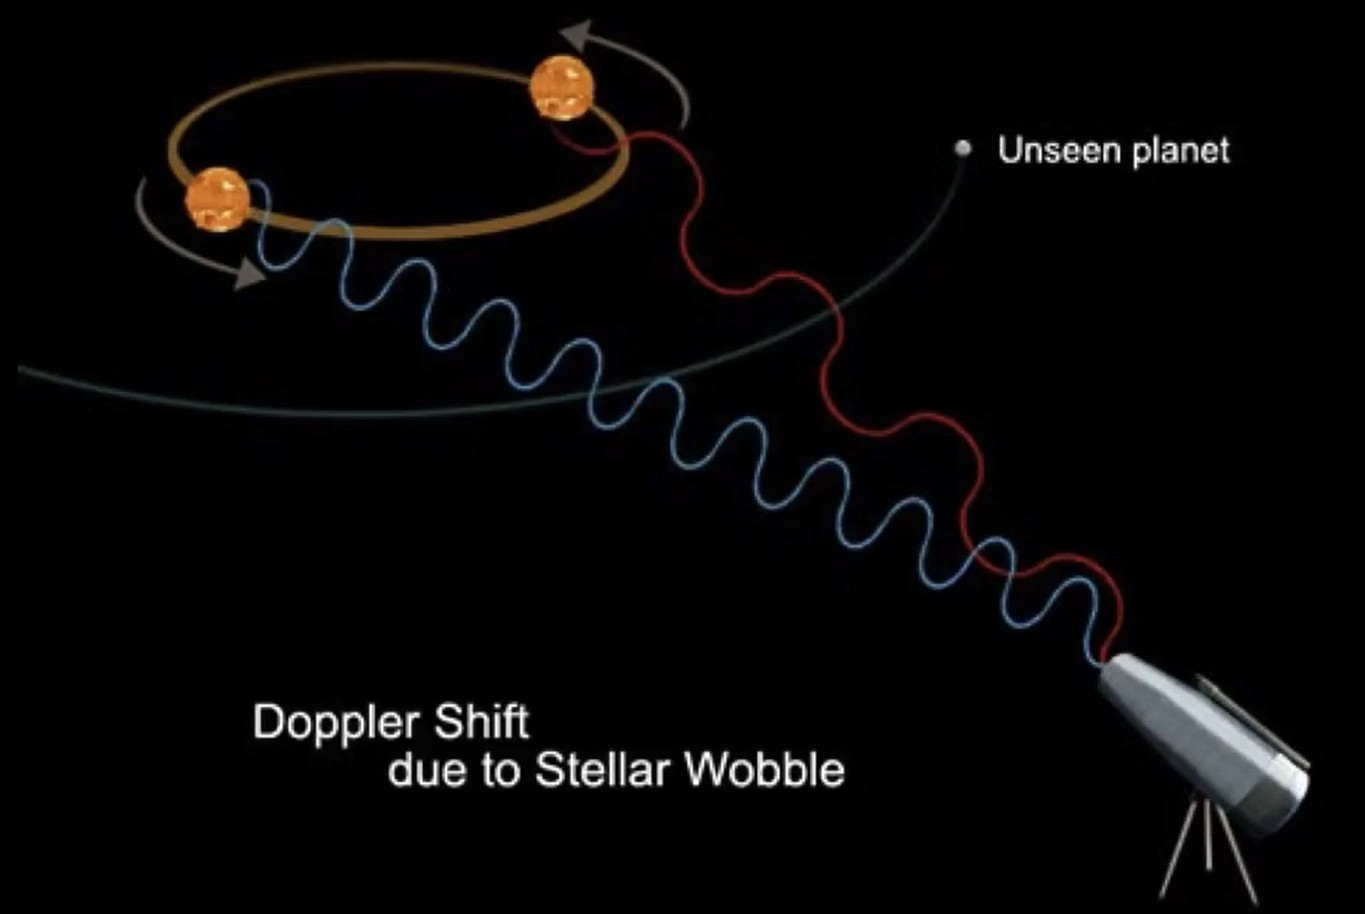 Unseen planet
Doppler Shift
due to Stellar Wobble